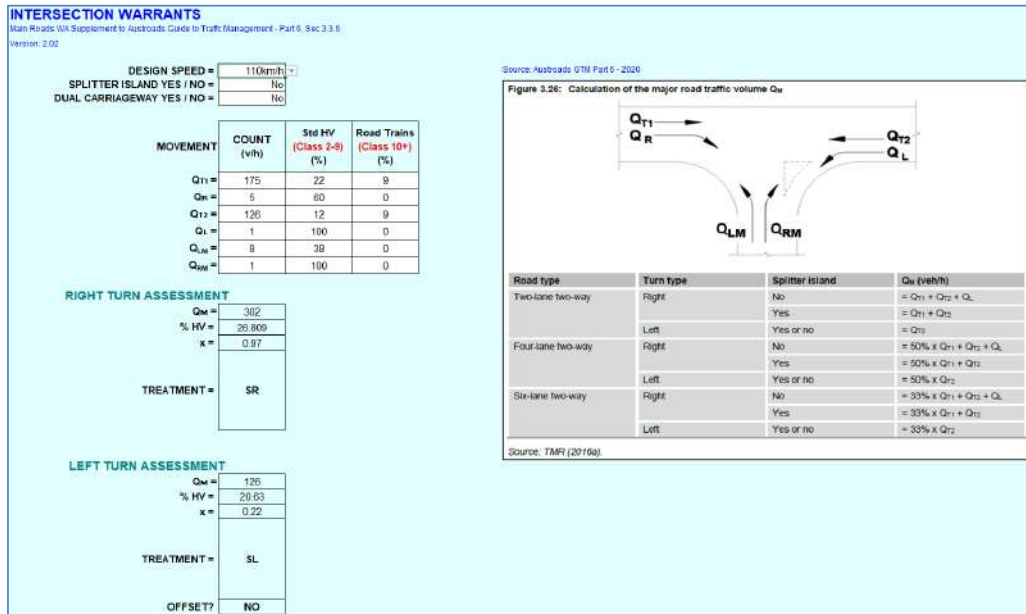 INTERSECTION WARRANTS
Main Roads WA Supplement to Austroads Guide to Traffic Management - Part 6, Sec 3.3.6
Version: 2.02
DESIGN SPEED = 110km/h
SPLITTER ISLAND YES / NO = No
DUAL CARRIAGEWAY YES / NO = No
MOVEMENT COUNT (v/h) Std HV (Class 2-9) (%) Road Trains (Class 10+) (%)
QT1 = 175 22 9
QR = 5 60 0
QT2 = 126 12 9
QL = 1 100 0
QLM = 8 38 0
QRM = 1 100 0
RIGHT TURN ASSESSMENT
QM = 302
% HV = 26.809
x = 0.97
TREATMENT = SR
LEFT TURN ASSESSMENT
QM = 126
% HV = 20.63
x = 0.22
TREATMENT = SL
OFFSET? NO
Source: Austroads GTM Part 6 - 2020
Figure 3.26: Calculation of the major road traffic volume QM
QT1
QR
QT2
QL
QLM QRM
Road type Turn type Splitter island QM (veh/h)
Two-lane two-way Right No = QT1 + QT2 + QL
Yes = QT1 + QT2
Left Yes or no = QT2
Four-lane two-way Right No = 50% x QT1 + QT2 + QL
Yes = 50% x QT1 + QT2
Left Yes or no = 50% x QT2
Six-lane two-way Right No = 33% x QT1 + QT2 + QL
Yes = 33% x QT1 + QT2
Left Yes or no = 33% x QT2
Source: TMR (2016a).